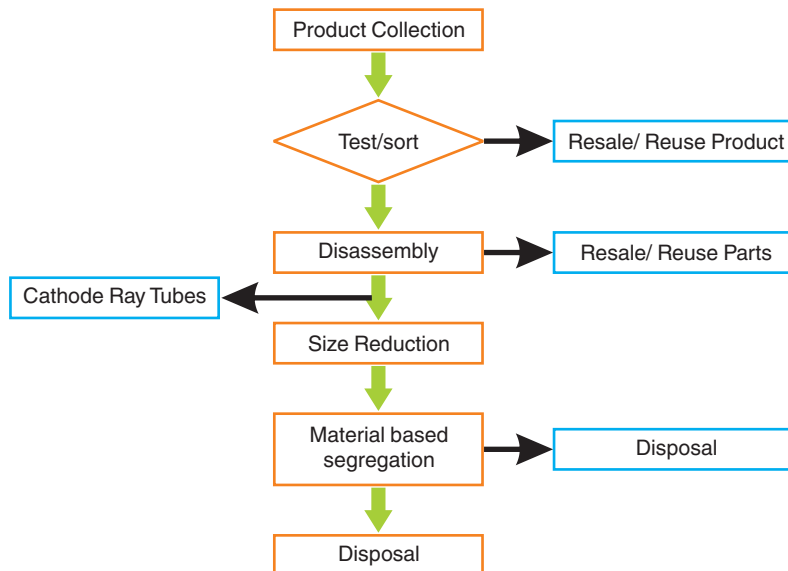 Product Collection
Test/sort
Resale/ Reuse Product
Disassembly
Resale/ Reuse Parts
Cathode Ray Tubes
Size Reduction
Material based
segregation
Disposal
Disposal